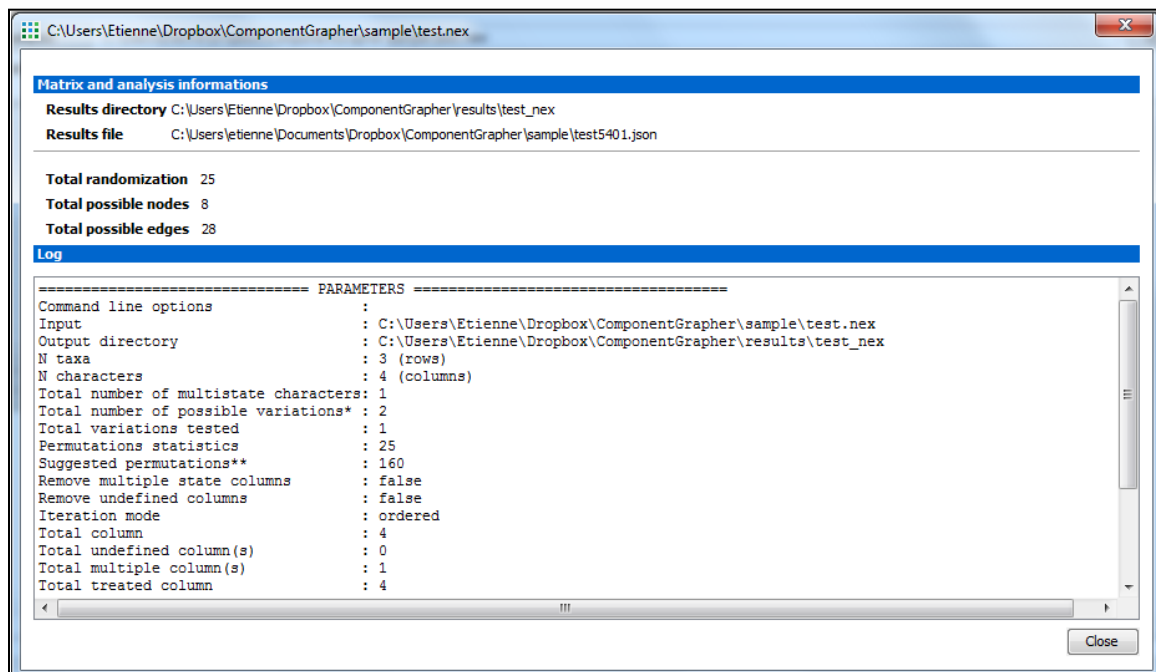 C:\Users\Etienne\Dropbox\ComponentGrapher\sample\test.nex
Matrix and analysis informations
Results directory C:\Users\Etienne\Dropbox\ComponentGrapher\results\test_nex
Results file C:\Users\etienne\Documents\Dropbox\ComponentGrapher\sample\test5401.json
Total randomization 25
Total possible nodes 8
Total possible edges 28
Log
=============================== PARAMETERS ====================================
Command line options :
Input : C:\Users\Etienne\Dropbox\ComponentGrapher\sample\test.nex
Output directory : C:\Users\Etienne\Dropbox\ComponentGrapher\results\test_nex
N taxa : 3 (rows)
N characters : 4 (columns)
Total number of multistate characters: 1
Total number of possible variations* : 2
Total variations tested : 1
Permutations statistics : 25
Suggested permutations** : 160
Remove multiple state columns : false
Remove undefined columns : false
Iteration mode : ordered
Total column : 4
Total undefined column(s) : 0
Total multiple column(s) : 1
Total treated column : 4
Close